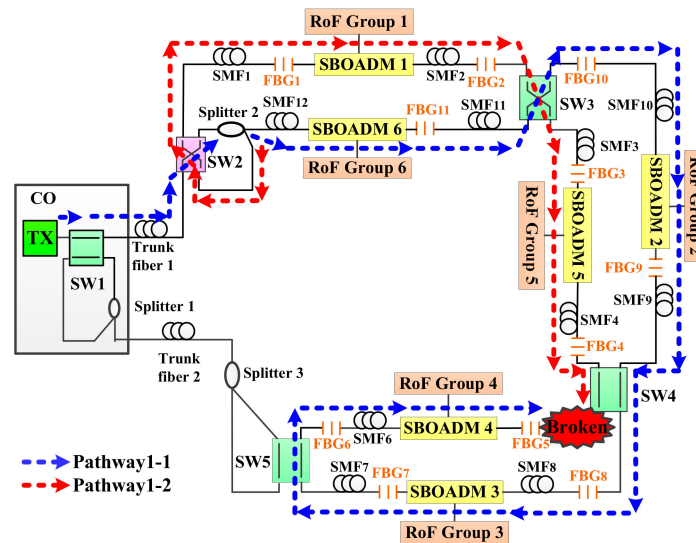 RoF Group 1
SBOADM 1
SMF1
FBG1
SMF2
FBG2
FBG10
SW3
SMF10
Splitter 2
SMF12
SBOADM 6
FBG11
SMF11
RoF Group 6
SW2
SMF3
FBG3
SBOADM 5
RoF Group 5
SBOADM 2
FBG9
SMF9
SMF4
FBG4
CO
TX
SW1
Trunk
fiber 1
Splitter 1
Trunk
fiber 2
Splitter 3
RoF Group 4
SW4
SBOADM 4
FBG6
SMF6
FBG5
Broken
SW5
SMF7
FBG7
SBOADM 3
SMF8
FBG8
RoF Group 3
Pathway1-1
Pathway1-2